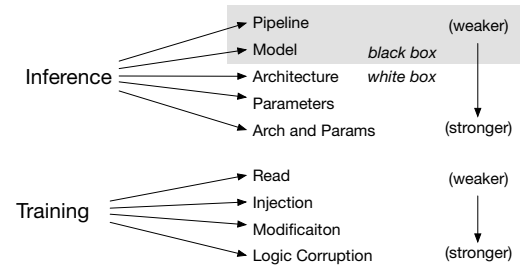 Pipeline (weaker)
Model black box
Inference Architecture white box
Parameters
Arch and Params (stronger)
Read (weaker)
Injection
Training
Modificaiton
Logic Corruption (stronger)